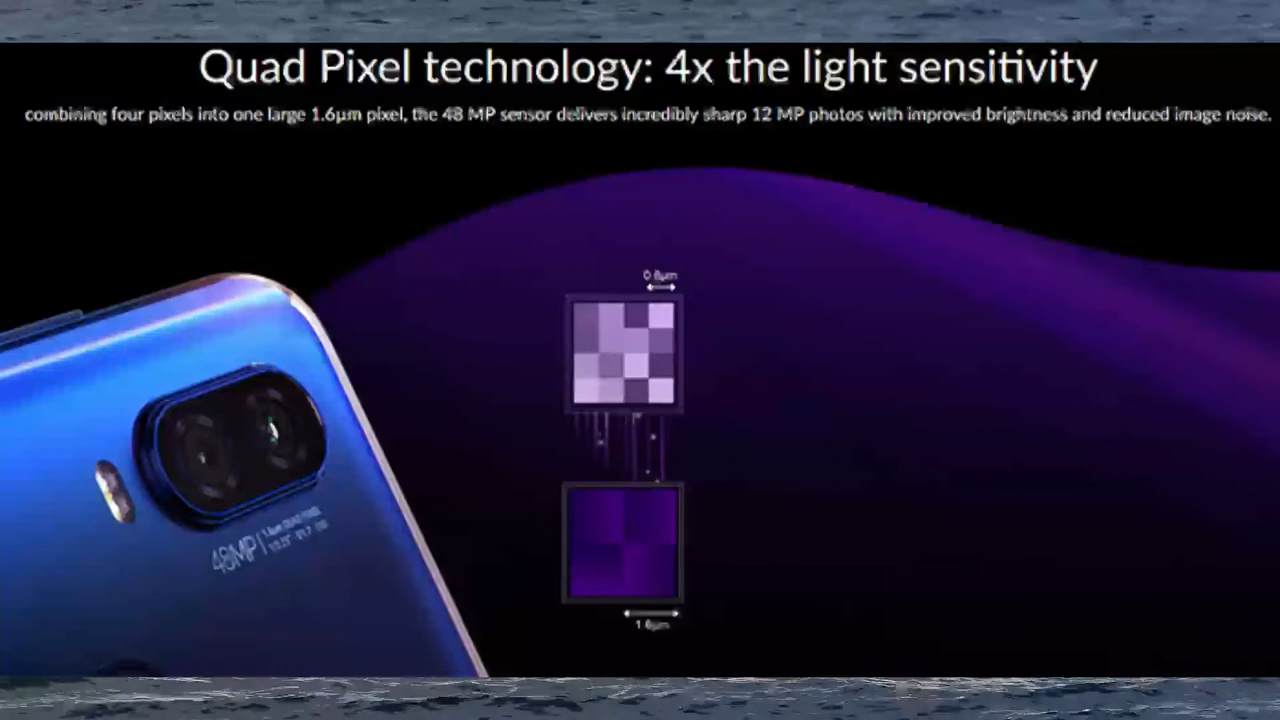 Quad Pixel technology: 4x the light sensitivity
combining four pixels into one large 1.6µm pixel, the 48 MP sensor delivers incredibly sharp 12 MP photos with improved brightness and reduced image noise.
0.8µm
48MP
1.6µm